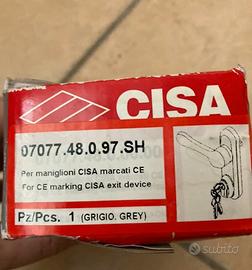 CISA
07077.48.0.97.SH
Per maniglioni CISA marcati CE
For CE marking CISA exit device
Pz/Pcs. 1 (GRIGIO. GREY)
subito